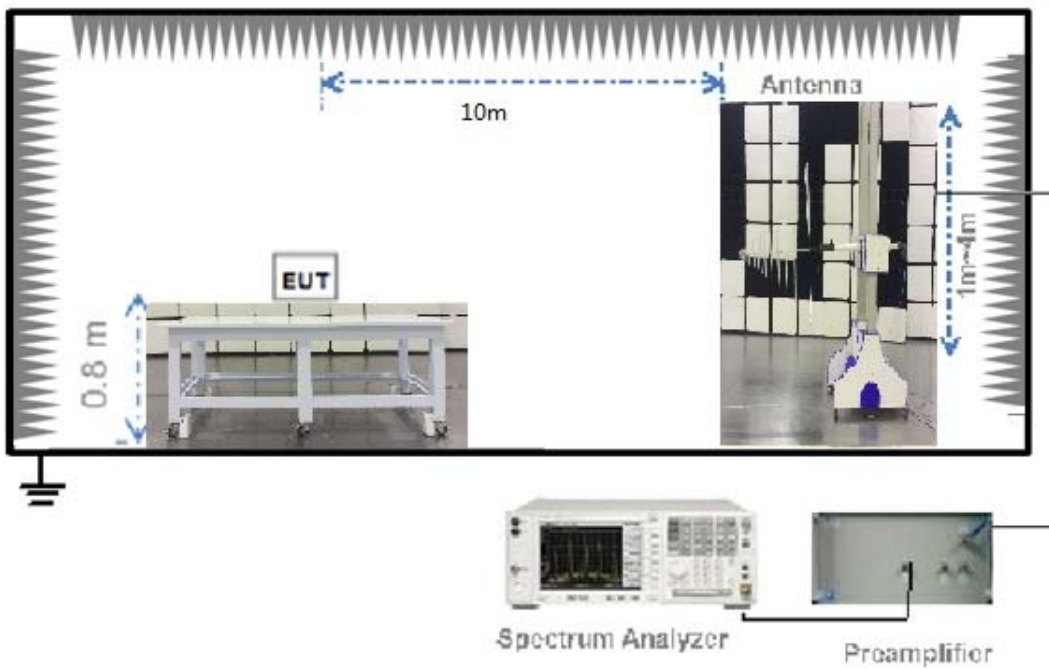 Antenna
10m
1m~4m
EUT
0.8 m
Spectrum Analyzer
Preamplifier